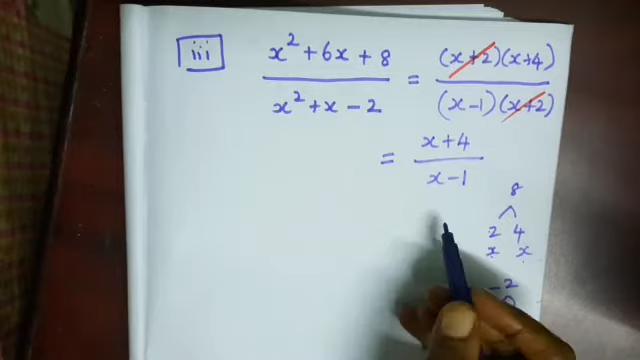 iii
x² + 6x + 8 / x² + x − 2 = (x+2)(x+4) / (x−1)(x+2)
= x+4 / x−1
8
2 4
x x
−2